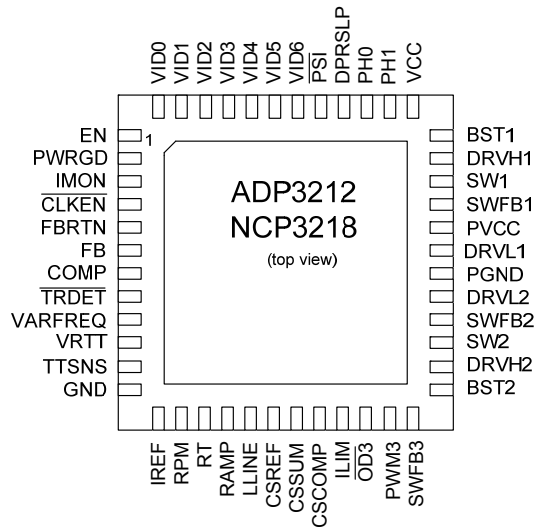 VID0
VID1
VID2
VID3
VID4
VID5
VID6
PSI
DPRSLP
PH0
PH1
VCC
EN
PWRGD
IMON
CLKEN
FBRTN
FB
COMP
TRDET
VARFREQ
VRTT
TTSNS
GND
1
ADP3212
NCP3218
(top view)
BST1
DRVH1
SW1
SWFB1
PVCC
DRVL1
PGND
DRVL2
SWFB2
SW2
DRVH2
BST2
IREF
RPM
RT
RAMP
LLINE
CSREF
CSSUM
CSCOMP
ILIM
OD3
PWM3
SWFB3